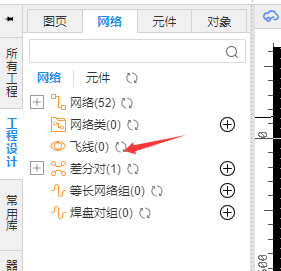 图页 网络 元件 对象
所有工程
工程设计
常用库
器
网络 元件
网络(52)
网络类(0)
飞线(0)
差分对(1)
等长网络组(0)
焊盘对组(0)
0